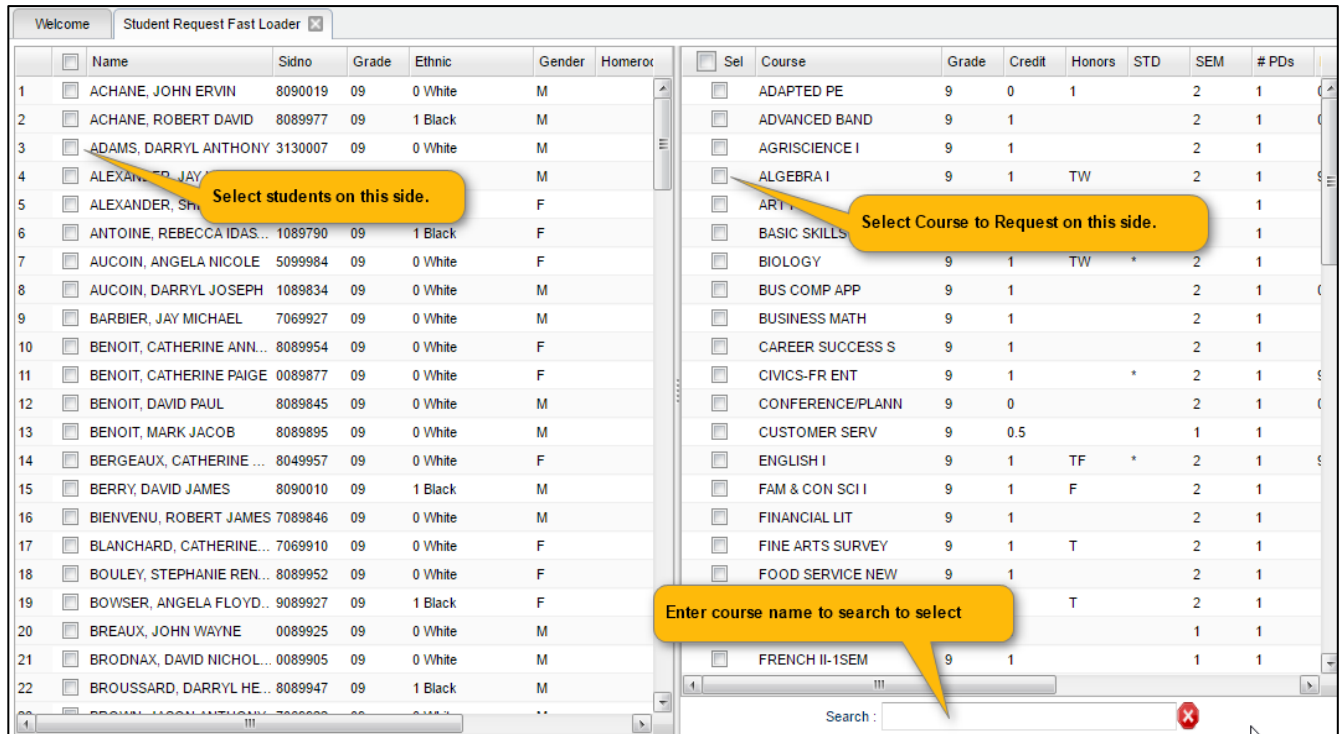 Welcome Student Request Fast Loader
Name Sidno Grade Ethnic Gender Sel Course Grade Credit Honors STD SEM # PDs
1 ACHANE, JOHN ERVIN 8090019 09 0 White M ADAPTED PE 9 0 1 2 1
2 ACHANE, ROBERT DAVID 8089977 09 1 Black M ADVANCED BAND 9 1 2 1
3 ADAMS, DARRYL ANTHONY 3130007 09 0 White M AGRISCIENCE I 9 1 2 1
4 M ALGEBRA I 9 1 TW 2 1
5 ALEXANDER, F 1
Select students on this side.
Select Course to Request on this side.
6 ANTOINE, REBECCA IDAS... 1089790 09 1 Black F BASIC SKILLS 1
7 AUCOIN, ANGELA NICOLE 5099984 09 0 White F BIOLOGY 9 1 TW * 2 1
8 AUCOIN, DARRYL JOSEPH 1089834 09 0 White M BUS COMP APP 9 1 2 1
9 BARBIER, JAY MICHAEL 7069927 09 0 White M BUSINESS MATH 9 1 2 1
10 BENOIT, CATHERINE ANN... 8089954 09 0 White F CAREER SUCCESS S 9 1 2 1
11 BENOIT, CATHERINE PAIGE 0089877 09 0 White F CIVICS-FR ENT 9 1 * 2 1
12 BENOIT, DAVID PAUL 8089845 09 0 White M CONFERENCE/PLANN 9 0 2 1
13 BENOIT, MARK JACOB 8089895 09 0 White M CUSTOMER SERV 9 0.5 1 1
14 BERGEAUX, CATHERINE ... 8049957 09 0 White F ENGLISH I 9 1 TF * 2 1
15 BERRY, DAVID JAMES 8090010 09 1 Black M FAM & CON SCI I 9 1 F 2 1
16 BIENVENU, ROBERT JAMES 7089846 09 0 White M FINANCIAL LIT 9 1 2 1
17 BLANCHARD, CATHERINE... 7069910 09 0 White F FINE ARTS SURVEY 9 1 T 2 1
18 BOULEY, STEPHANIE REN... 8089952 09 0 White F FOOD SERVICE NEW 9 1 2 1
19 BOWSER, ANGELA FLOYD.. 9089927 09 1 Black F T 2 1
Enter course name to search to select
20 BREAUX, JOHN WAYNE 0089925 09 0 White M 1 1
21 BRODNAX, DAVID NICHOL... 0089905 09 0 White M FRENCH II-1SEM 9 1 1 1
22 BROUSSARD, DARRYL HE... 8089947 09 1 Black M
Search :